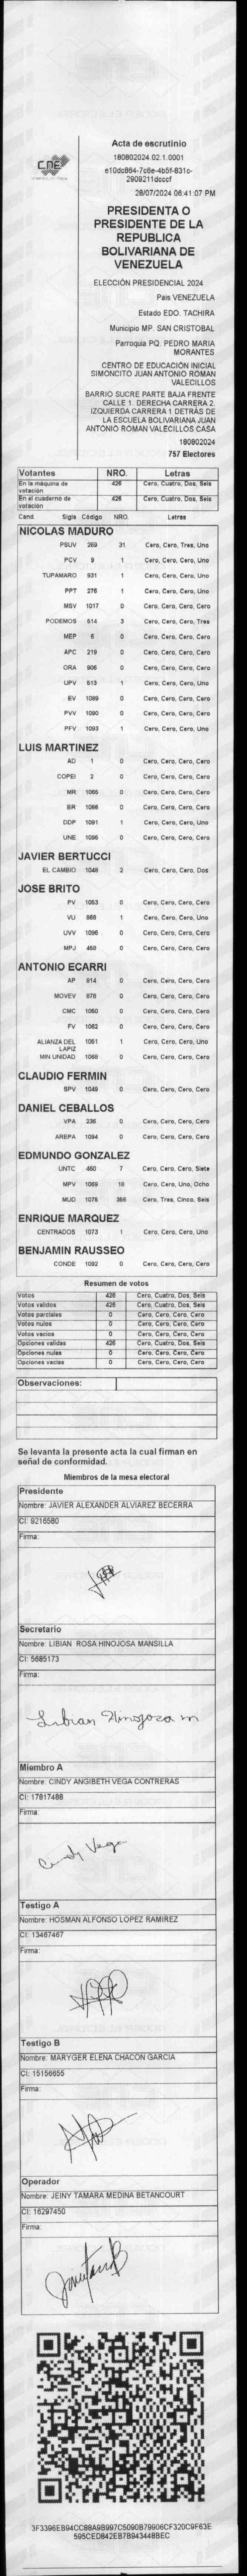 CNE
Acta de escrutinio
180802024.02.1.0001
e10dc864-7c6e-4b5f-831c-
2909211dcccf
28/07/2024 06:41:07 PM
PRESIDENTA O
PRESIDENTE DE LA
REPUBLICA
BOLIVARIANA DE
VENEZUELA
ELECCIÓN PRESIDENCIAL 2024
Pais VENEZUELA
Estado EDO. TACHIRA
Municipio MP. SAN CRISTOBAL
Parroquia PQ. PEDRO MARIA
MORANTES
CENTRO DE EDUCACIÓN INICIAL
SIMONCITO JUAN ANTONIO ROMAN
VALECILLOS
BARRIO SUCRE PARTE BAJA FRENTE
CALLE 1. DERECHA CARRERA 2.
IZQUIERDA CARRERA 1 DETRÁS DE
LA ESCUELA BOLIVARIANA JUAN
ANTONIO ROMAN VALECILLOS CASA
180802024
757 Electores
Votantes NRO. Letras
En la máquina de votación 426 Cero, Cuatro, Dos, Seis
En el cuaderno de votación 426 Cero, Cuatro, Dos, Seis
Cand. Sigla Código NRO. Letras
NICOLAS MADURO
PSUV 269 31 Cero, Cero, Tres, Uno
PCV 9 1 Cero, Cero, Cero, Uno
TUPAMARO 931 1 Cero, Cero, Cero, Uno
PPT 276 1 Cero, Cero, Cero, Uno
MSV 1017 0 Cero, Cero, Cero, Cero
PODEMOS 514 3 Cero, Cero, Cero, Tres
MEP 6 0 Cero, Cero, Cero, Cero
APC 219 0 Cero, Cero, Cero, Cero
ORA 906 0 Cero, Cero, Cero, Cero
UPV 513 1 Cero, Cero, Cero, Uno
EV 1089 0 Cero, Cero, Cero, Cero
PVV 1090 0 Cero, Cero, Cero, Cero
PFV 1093 1 Cero, Cero, Cero, Uno
LUIS MARTINEZ
AD 1 0 Cero, Cero, Cero, Cero
COPEI 2 0 Cero, Cero, Cero, Cero
MR 1065 0 Cero, Cero, Cero, Cero
BR 1066 0 Cero, Cero, Cero, Cero
DDP 1091 1 Cero, Cero, Cero, Uno
UNE 1096 0 Cero, Cero, Cero, Cero
JAVIER BERTUCCI
EL CAMBIO 1048 2 Cero, Cero, Cero, Dos
JOSE BRITO
PV 1053 0 Cero, Cero, Cero, Cero
VU 868 1 Cero, Cero, Cero, Uno
UVV 1096 0 Cero, Cero, Cero, Cero
MPJ 458 0 Cero, Cero, Cero, Cero
ANTONIO ECARRI
AP 914 0 Cero, Cero, Cero, Cero
MOVEV 878 0 Cero, Cero, Cero, Cero
CMC 1050 0 Cero, Cero, Cero, Cero
FV 1062 0 Cero, Cero, Cero, Cero
ALIANZA DEL LAPIZ 1051 1 Cero, Cero, Cero, Uno
MIN UNIDAD 1068 0 Cero, Cero, Cero, Cero
CLAUDIO FERMIN
SPV 1049 0 Cero, Cero, Cero, Cero
DANIEL CEBALLOS
VPA 236 0 Cero, Cero, Cero, Cero
AREPA 1094 0 Cero, Cero, Cero, Cero
EDMUNDO GONZALEZ
UNTC 460 7 Cero, Cero, Cero, Siete
MPV 1069 18 Cero, Cero, Uno, Ocho
MUD 1075 356 Cero, Tres, Cinco, Seis
ENRIQUE MARQUEZ
CENTRADOS 1073 1 Cero, Cero, Cero, Uno
BENJAMIN RAUSSEO
CONDE 1092 0 Cero, Cero, Cero, Cero
Resumen de votos
Votos 426 Cero, Cuatro, Dos, Seis
Votos validos 426 Cero, Cuatro, Dos, Seis
Votos parciales 0 Cero, Cero, Cero, Cero
Votos nulos 0 Cero, Cero, Cero, Cero
Votos vacios 0 Cero, Cero, Cero, Cero
Opciones validas 426 Cero, Cuatro, Dos, Seis
Opciones nulas 0 Cero, Cero, Cero, Cero
Opciones vacias 0 Cero, Cero, Cero, Cero
Observaciones:
Se levanta la presente acta la cual firman en
señal de conformidad.
Miembros de la mesa electoral
Presidente
Nombre: JAVIER ALEXANDER ALVIAREZ BECERRA
CI: 9216580
Firma:
Secretario
Nombre: LIBIAN ROSA HINOJOSA MANSILLA
CI: 5685173
Firma:
Libian Hinojosa m
Miembro A
Nombre: CINDY ANGIBETH VEGA CONTRERAS
CI: 17817488
Firma:
Cindy Vega
Testigo A
Nombre: HOSMAN ALFONSO LOPEZ RAMIREZ
CI: 13467467
Firma:
Testigo B
Nombre: MARYGER ELENA CHACON GARCIA
CI: 15156655
Firma:
Operador
Nombre: JEINY TAMARA MEDINA BETANCOURT
CI: 16297450
Firma:
3F3396EB94CC89A9B997C5090B79906CF320C9F63E
595CED842EB7B943448BEC